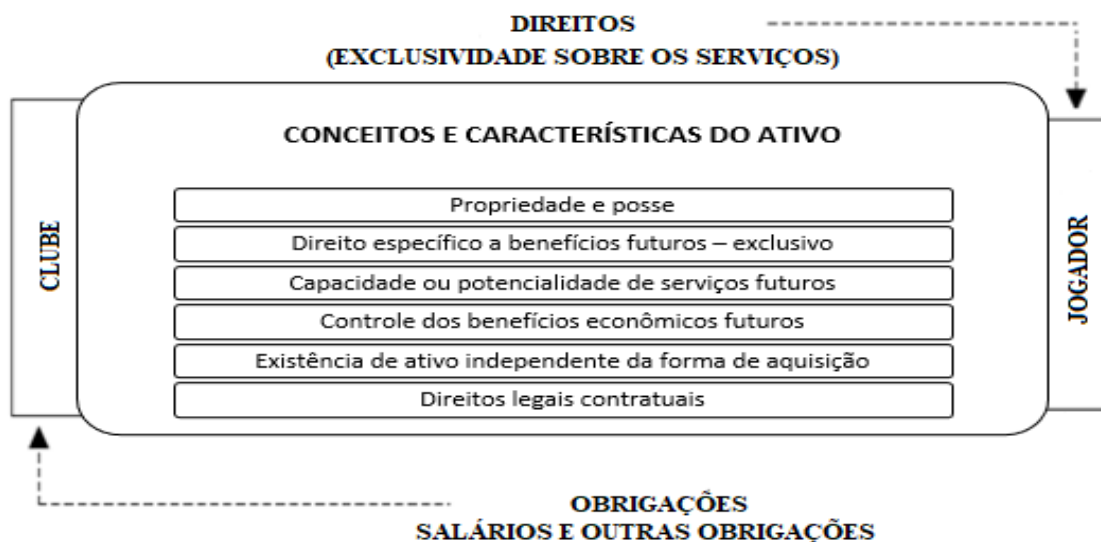 DIREITOS
(EXCLUSIVIDADE SOBRE OS SERVIÇOS)
CONCEITOS E CARACTERÍSTICAS DO ATIVO
Propriedade e posse
Direito específico a benefícios futuros – exclusivo
Capacidade ou potencialidade de serviços futuros
Controle dos benefícios econômicos futuros
Existência de ativo independente da forma de aquisição
Direitos legais contratuais
CLUBE
JOGADOR
OBRIGAÇÕES
SALÁRIOS E OUTRAS OBRIGAÇÕES